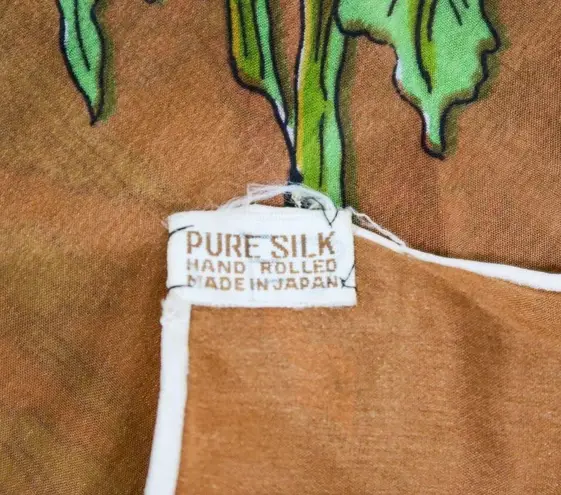 PURE SILK
HAND ROLLED
MADE IN JAPAN